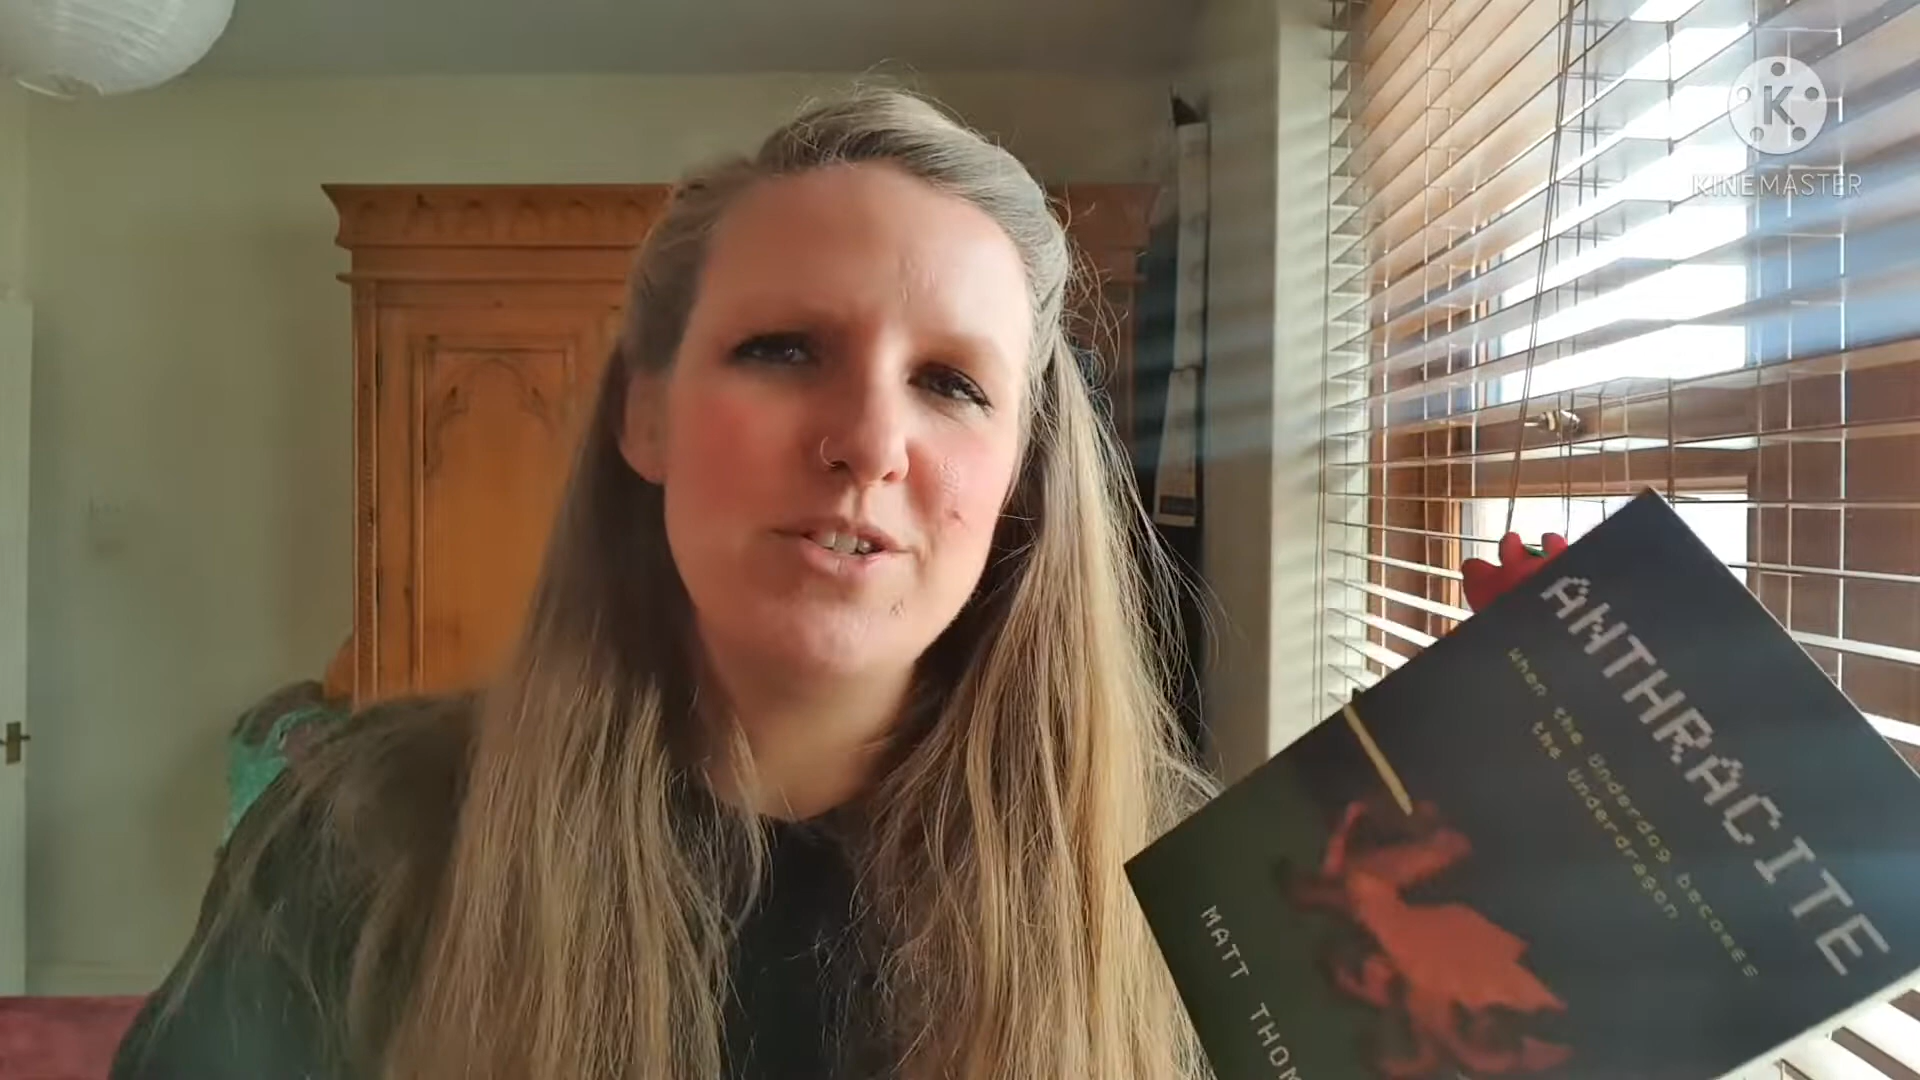 K
KINEMASTER
ANTHRACITE
When the Underdog becomes
the Underdragon
MATT THOM